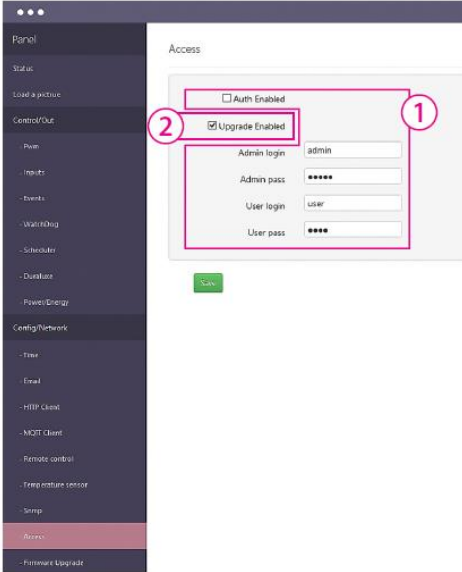 Panel
Status
Load a picture
Control/Out
- Pwm
- Inputs
- Events
- WatchDog
- Scheduler
- Power/Energy
Config/Network
- Time
- Email
- HTTP Client
- MQTT Client
- Remote control
- Temperature sensor
- Snmp
- Access
- Firmware Upgrade
Access
Auth Enabled
1
2
Upgrade Enabled
Admin login admin
Admin pass •••••
User login user
User pass ••••
Save